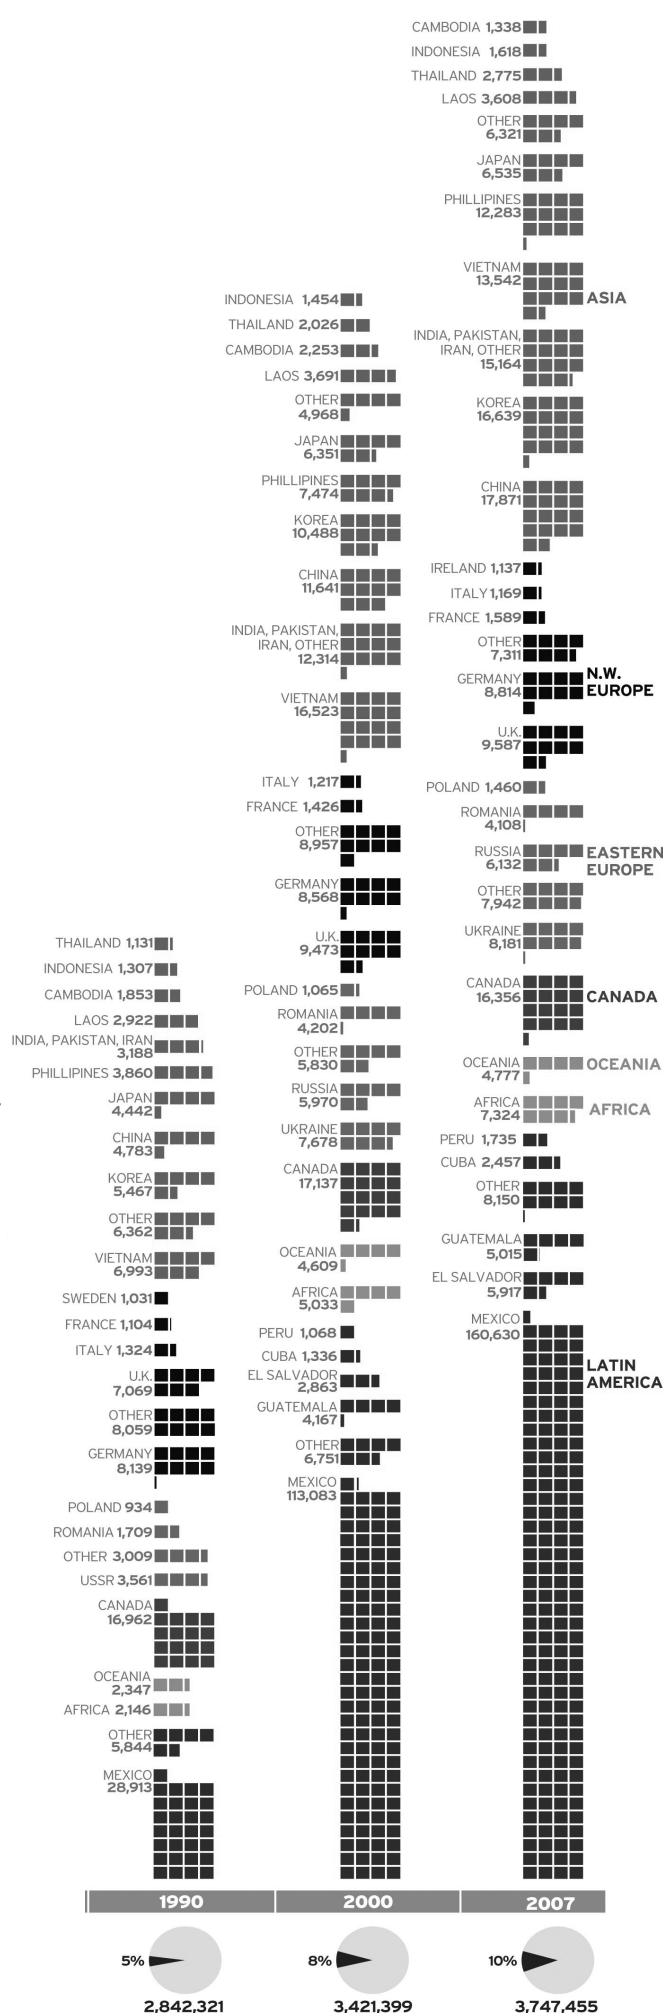 CAMBODIA 1,338
INDONESIA 1,618
THAILAND 2,775
LAOS 3,608
OTHER
6,321
JAPAN
6,535
PHILLIPINES
12,283
VIETNAM
13,542
ASIA
INDIA, PAKISTAN,
IRAN, OTHER
15,164
KOREA
16,639
CHINA
17,871
IRELAND 1,137
ITALY 1,169
FRANCE 1,589
OTHER
7,311
N.W.
EUROPE
GERMANY
8,814
U.K.
9,587
POLAND 1,460
ROMANIA
4,108
RUSSIA
6,132
EASTERN
EUROPE
OTHER
7,942
UKRAINE
8,181
CANADA
16,356
CANADA
OCEANIA
4,777
OCEANIA
AFRICA
7,324
AFRICA
PERU 1,735
CUBA 2,457
OTHER
8,150
GUATEMALA
5,015
EL SALVADOR
5,917
MEXICO
160,630
LATIN
AMERICA
INDONESIA 1,454
THAILAND 2,026
CAMBODIA 2,253
LAOS 3,691
OTHER
4,968
JAPAN
6,351
PHILLIPINES
7,474
KOREA
10,488
CHINA
11,641
INDIA, PAKISTAN,
IRAN, OTHER
12,314
VIETNAM
16,523
ITALY 1,217
FRANCE 1,426
OTHER
8,957
GERMANY
8,568
U.K.
9,473
POLAND 1,065
ROMANIA
4,202
OTHER
5,830
RUSSIA
5,970
UKRAINE
7,678
CANADA
17,137
OCEANIA
4,609
AFRICA
5,033
PERU 1,068
CUBA 1,336
EL SALVADOR
2,863
GUATEMALA
4,167
OTHER
6,751
MEXICO
113,083
THAILAND 1,131
INDONESIA 1,307
CAMBODIA 1,853
LAOS 2,922
INDIA, PAKISTAN, IRAN
3,188
PHILLIPINES 3,860
JAPAN
4,442
CHINA
4,783
KOREA
5,467
OTHER
6,362
VIETNAM
6,993
SWEDEN 1,031
FRANCE 1,104
ITALY 1,324
U.K.
7,069
OTHER
8,059
GERMANY
8,139
POLAND 934
ROMANIA 1,709
OTHER 3,009
USSR 3,561
CANADA
16,962
OCEANIA
2,347
AFRICA 2,146
OTHER
5,844
MEXICO
28,913
1990
2000
2007
5%
8%
10%
2,842,321
3,421,399
3,747,455